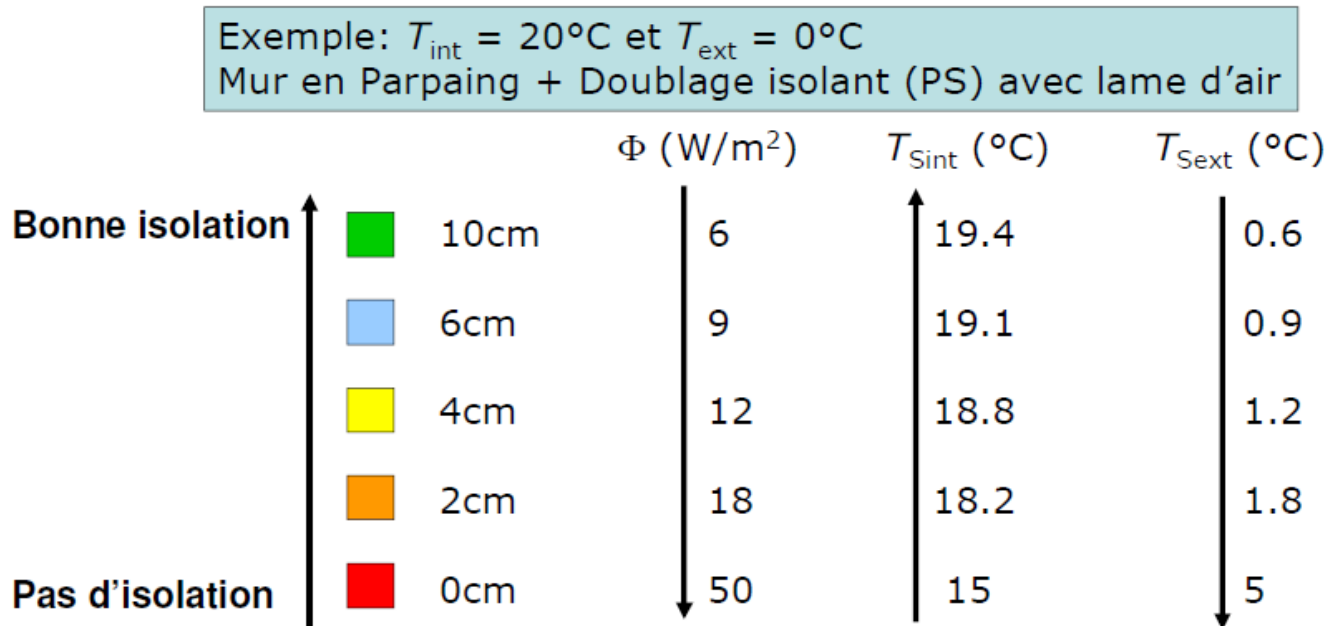 Exemple: Tint = 20°C et Text = 0°C
Mur en Parpaing + Doublage isolant (PS) avec lame d'air
Φ (W/m²) TSint (°C) TSext (°C)
Bonne isolation 10cm 6 19.4 0.6
6cm 9 19.1 0.9
4cm 12 18.8 1.2
2cm 18 18.2 1.8
Pas d'isolation 0cm 50 15 5